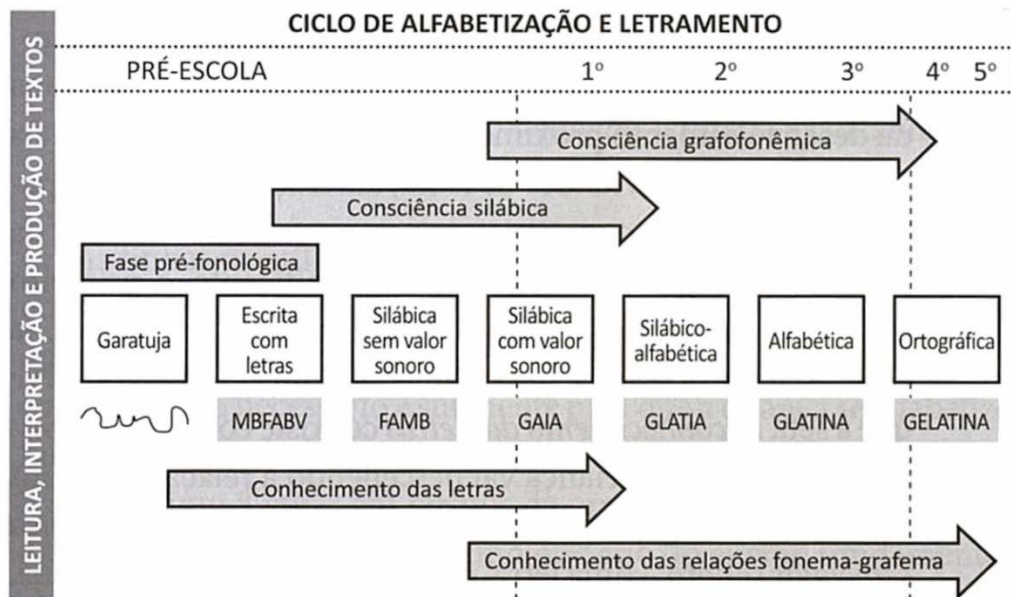 CICLO DE ALFABETIZAÇÃO E LETRAMENTO
PRÉ-ESCOLA 1º 2º 3º 4º 5º
Consciência grafofonêmica
Consciência silábica
Fase pré-fonológica
Garatuja
Escrita
com
letras
Silábica
sem valor
sonoro
Silábica
com valor
sonoro
Silábico-
alfabética
Alfabética
Ortográfica
MBFABV
FAMB
GAIA
GLATIA
GLATINA
GELATINA
Conhecimento das letras
Conhecimento das relações fonema-grafema
LEITURA, INTERPRETAÇÃO E PRODUÇÃO DE TEXTOS